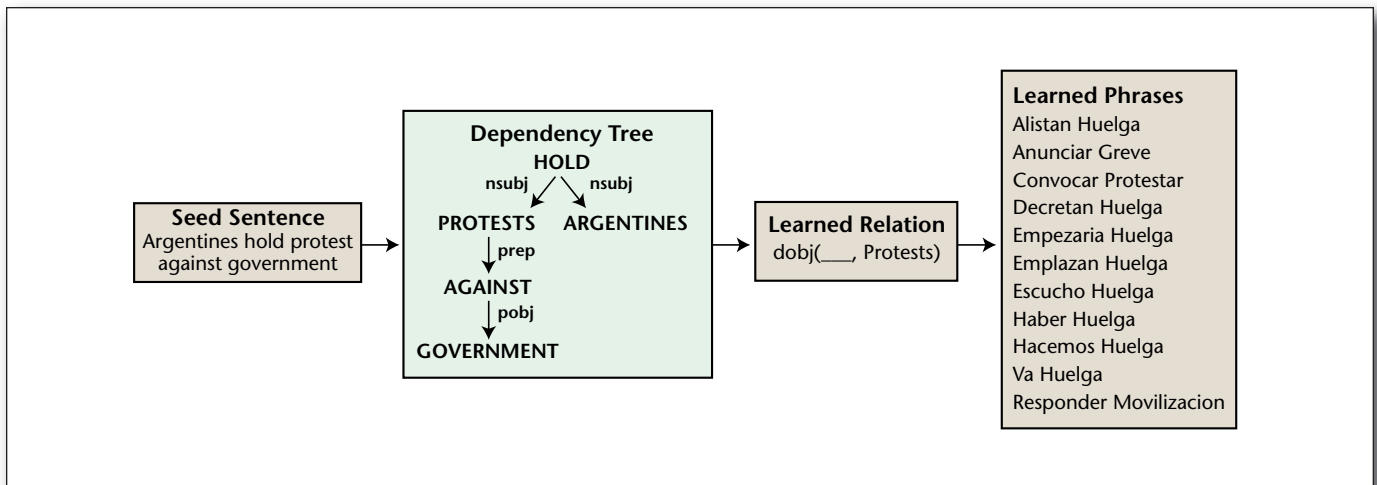 Seed Sentence
Argentines hold protest
against government
Dependency Tree
HOLD
nsubj nsubj
PROTESTS ARGENTINES
prep
AGAINST
pobj
GOVERNMENT
Learned Relation
dobj(___, Protests)
Learned Phrases
Alistan Huelga
Anunciar Greve
Convocar Protestar
Decretan Huelga
Empezaria Huelga
Emplazan Huelga
Escucho Huelga
Haber Huelga
Hacemos Huelga
Va Huelga
Responder Movilizacion